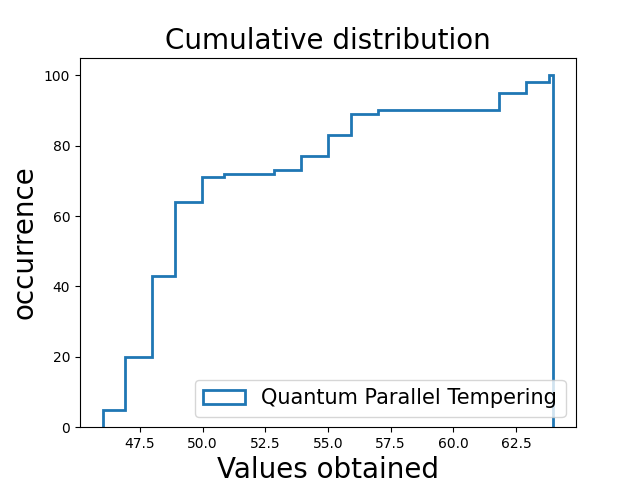 Cumulative distribution
100
80
60
40
20
0
occurrence
Quantum Parallel Tempering
47.5 50.0 52.5 55.0 57.5 60.0 62.5
Values obtained